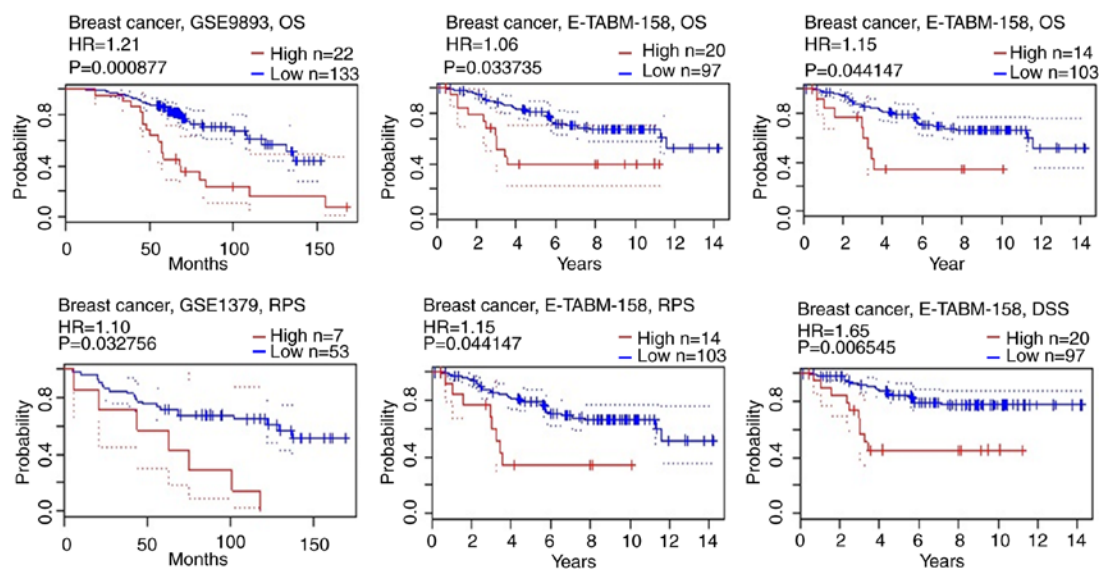 Breast cancer, GSE9893, OS
HR=1.21
P=0.000877
High n=22
Low n=133
Probability
0.8
0.4
0.0
0 50 100 150
Months
Breast cancer, E-TABM-158, OS
HR=1.06
P=0.033735
High n=20
Low n=97
Probability
0.8
0.4
0.0
0 2 4 6 8 10 12 14
Years
Breast cancer, E-TABM-158, OS
HR=1.15
P=0.044147
High n=14
Low n=103
Probability
0.8
0.4
0.0
0 2 4 6 8 10 12 14
Year
Breast cancer, GSE1379, RPS
HR=1.10
P=0.032756
High n=7
Low n=53
Probability
0.8
0.4
0.0
0 50 100 150
Months
Breast cancer, E-TABM-158, RPS
HR=1.15
P=0.044147
High n=14
Low n=103
Probability
0.8
0.4
0.0
0 2 4 6 8 10 12 14
Years
Breast cancer, E-TABM-158, DSS
HR=1.65
P=0.006545
High n=20
Low n=97
Probability
0.8
0.4
0.0
0 2 4 6 8 10 12 14
Years